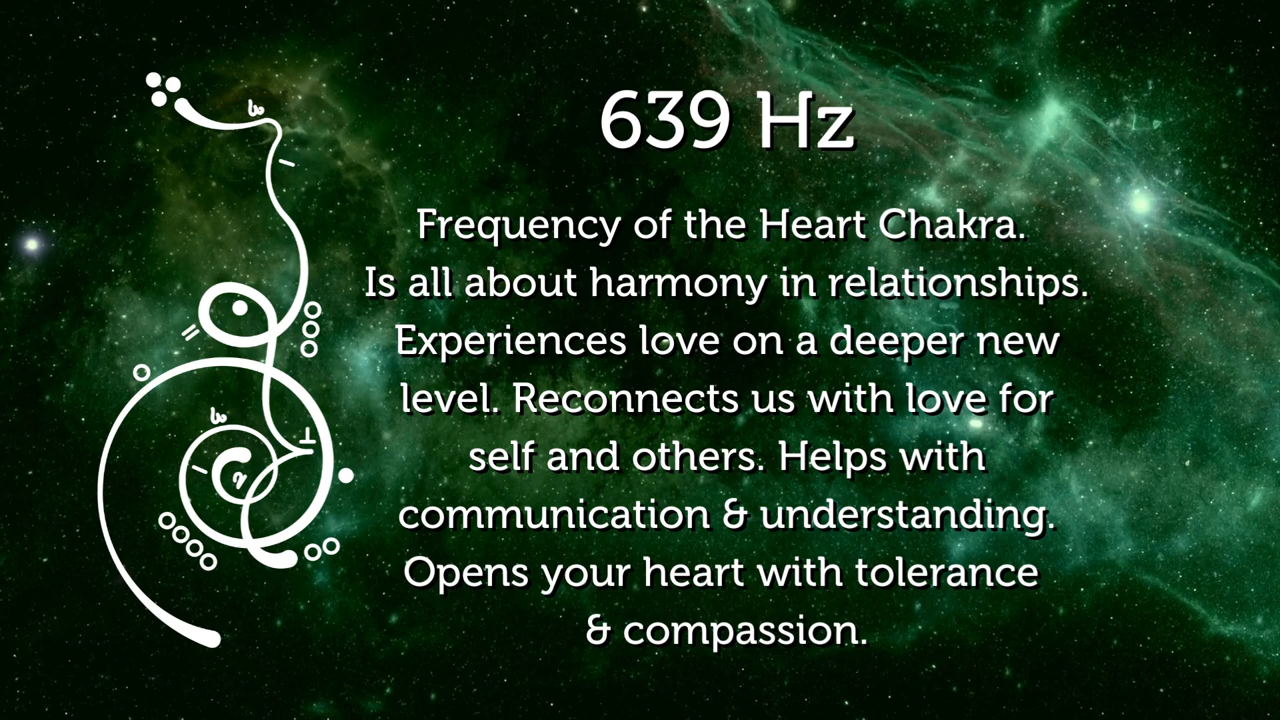 639 Hz
Frequency of the Heart Chakra.
Is all about harmony in relationships.
Experiences love on a deeper new
level. Reconnects us with love for
self and others. Helps with
communication & understanding.
Opens your heart with tolerance
& compassion.